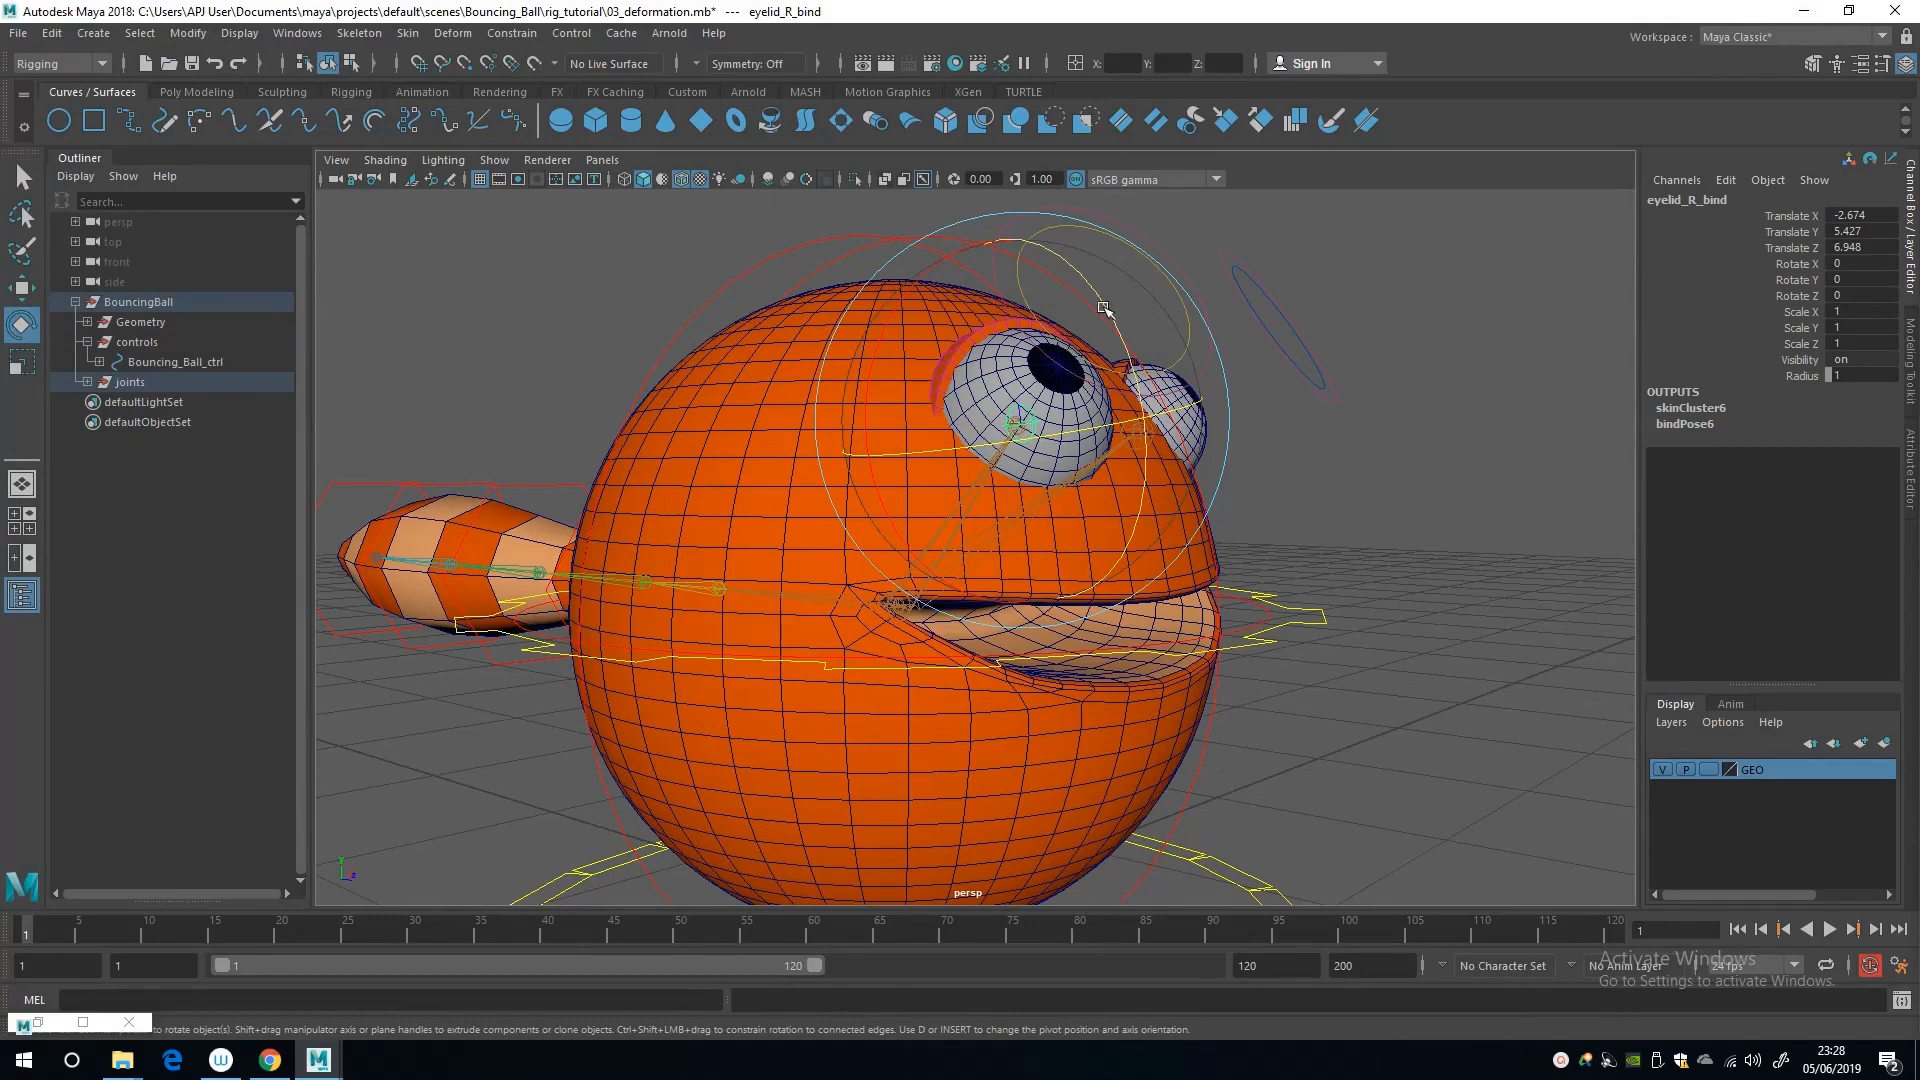 Autodesk Maya 2018: C:\Users\APJ User\Documents\maya\projects\default\scenes\Bouncing_Ball\rig_tutorial\03_deformation.mb* --- eyelid_R_bind
File Edit Create Select Modify Display Windows Skeleton Skin Deform Constrain Control Cache Arnold Help
Workspace : Maya Classic*
Rigging No Live Surface Symmetry: Off X: Y: Z: Sign In
Curves / Surfaces Poly Modeling Sculpting Rigging Animation Rendering FX FX Caching Custom Arnold MASH Motion Graphics XGen TURTLE
Outliner
Display Show Help
Search...
persp
top
front
side
BouncingBall
Geometry
controls
Bouncing_Ball_ctrl
joints
defaultLightSet
defaultObjectSet
View Shading Lighting Show Renderer Panels
0.00 1.00 sRGB gamma
persp
y
z
Channels Edit Object Show
eyelid_R_bind
Translate X -2.674
Translate Y 5.427
Translate Z 6.948
Rotate X 0
Rotate Y 0
Rotate Z 0
Scale X 1
Scale Y 1
Scale Z 1
Visibility on
Radius 1
OUTPUTS
skinCluster6
bindPose6
Channel Box / Layer Editor
Modeling Toolkit
Attribute Editor
Display Anim
Layers Options Help
V P GEO
5 10 15 20 25 30 35 40 45 50 55 60 65 70 75 80 85 90 95 100 105 110 115 120
1
1
1 1 1 120 120 200 No Character Set No Anim Layer 24 fps
Activate Windows
Go to Settings to activate Windows.
MEL
to rotate object(s). Shift+drag manipulator axis or plane handles to extrude components or clone objects. Ctrl+Shift+LMB+drag to constrain rotation to connected edges. Use D or INSERT to change the pivot position and axis orientation.
23:28
05/06/2019
2